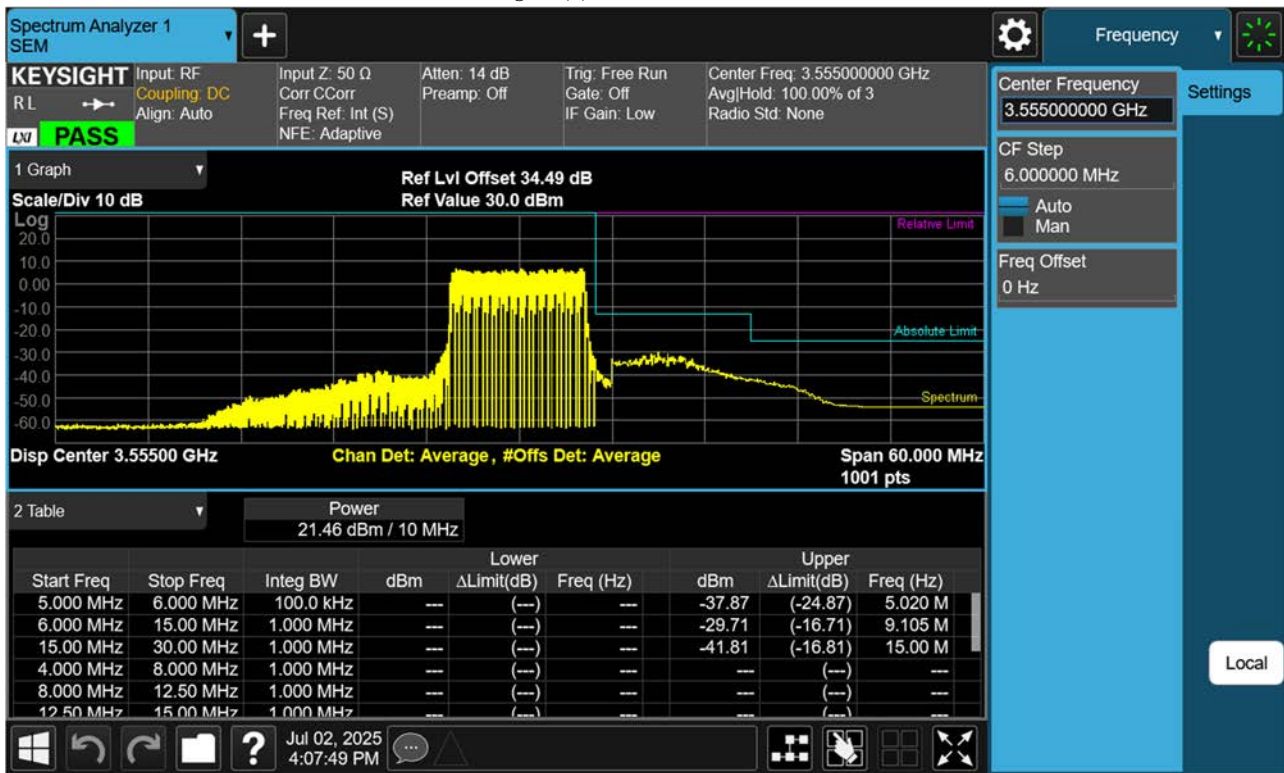 Spectrum Analyzer 1
SEM
Frequency
KEYSIGHT
R L
LXI
PASS
Input: RF
Coupling: DC
Align: Auto
Input Z: 50 Ω
Corr CCorr
Freq Ref: Int (S)
NFE: Adaptive
Atten: 14 dB
Preamp: Off
Trig: Free Run
Gate: Off
IF Gain: Low
Center Freq: 3.555000000 GHz
Avg|Hold: 100.00% of 3
Radio Std: None
Center Frequency
3.555000000 GHz
Settings
CF Step
6.000000 MHz
Auto
Man
Freq Offset
0 Hz
Local
1 Graph
Scale/Div 10 dB
Ref Lvl Offset 34.49 dB
Ref Value 30.0 dBm
Log
20.0
10.0
0.00
-10.0
-20.0
-30.0
-40.0
-50.0
-60.0
Relative Limit
Absolute Limit
Spectrum
Disp Center 3.55500 GHz
Chan Det: Average , #Offs Det: Average
Span 60.000 MHz
1001 pts
2 Table
Power
21.46 dBm / 10 MHz
Lower Upper
Start Freq Stop Freq Integ BW dBm ΔLimit(dB) Freq (Hz) dBm ΔLimit(dB) Freq (Hz)
5.000 MHz 6.000 MHz 100.0 kHz --- (---) --- -37.87 (-24.87) 5.020 M
6.000 MHz 15.00 MHz 1.000 MHz --- (---) --- -29.71 (-16.71) 9.105 M
15.00 MHz 30.00 MHz 1.000 MHz --- (---) --- -41.81 (-16.81) 15.00 M
4.000 MHz 8.000 MHz 1.000 MHz --- (---) --- --- (---) ---
8.000 MHz 12.50 MHz 1.000 MHz --- (---) --- --- (---) ---
12.50 MHz 15.00 MHz 1.000 MHz --- (---) --- --- (---) ---
?
Jul 02, 2025
4:07:49 PM